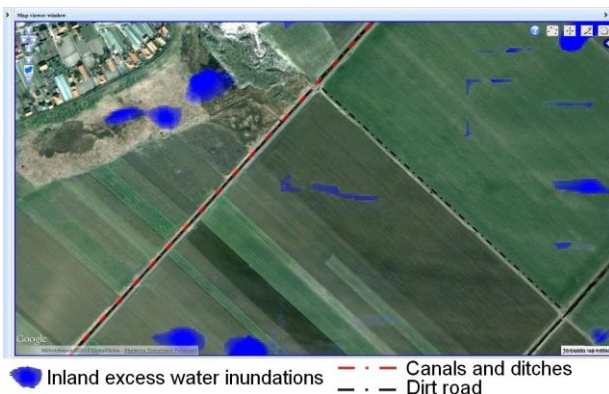 Map viewer window
Google
Inland excess water inundations
Canals and ditches
Dirt road